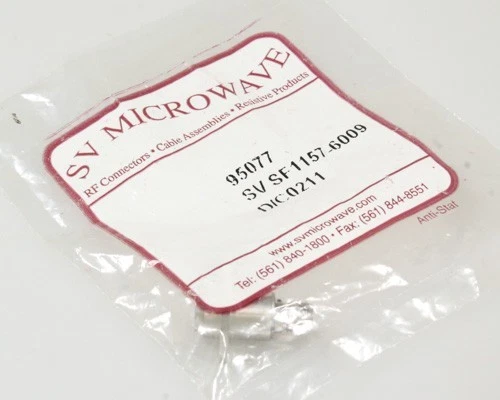 SV MICROWAVE
RF Connectors • Cable Assemblies • Resistive Products
95077
SV SF1157-6009
D/C:0211
www.svmicrowave.com
Tel: (561) 840-1800 • Fax: (561) 844-8551
Anti-Stat